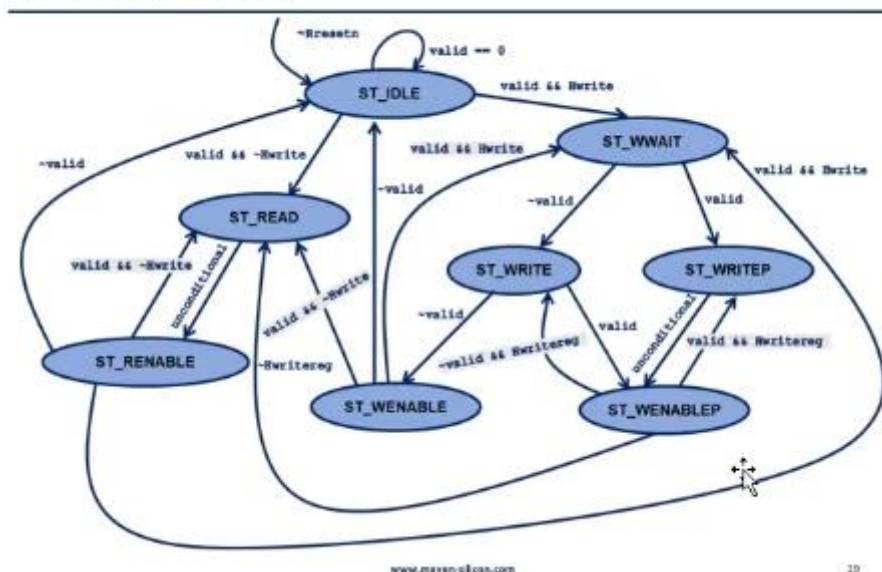 ~Hresetn
valid == 0
ST_IDLE
valid && Hwrite
ST_WWAIT
~valid
valid && ~Hwrite
valid && Hwrite
valid && Hwrite
~valid
~valid
valid
ST_READ
valid && ~Hwrite
unconditional
valid && ~Hwrite
ST_WRITE
ST_WRITEP
~valid
valid
unconditional
valid && Hwritereg
~valid && Hwritereg
~Hwritereg
ST_RENABLE
ST_WENABLE
ST_WENABLEP
www.maven-silicon.com